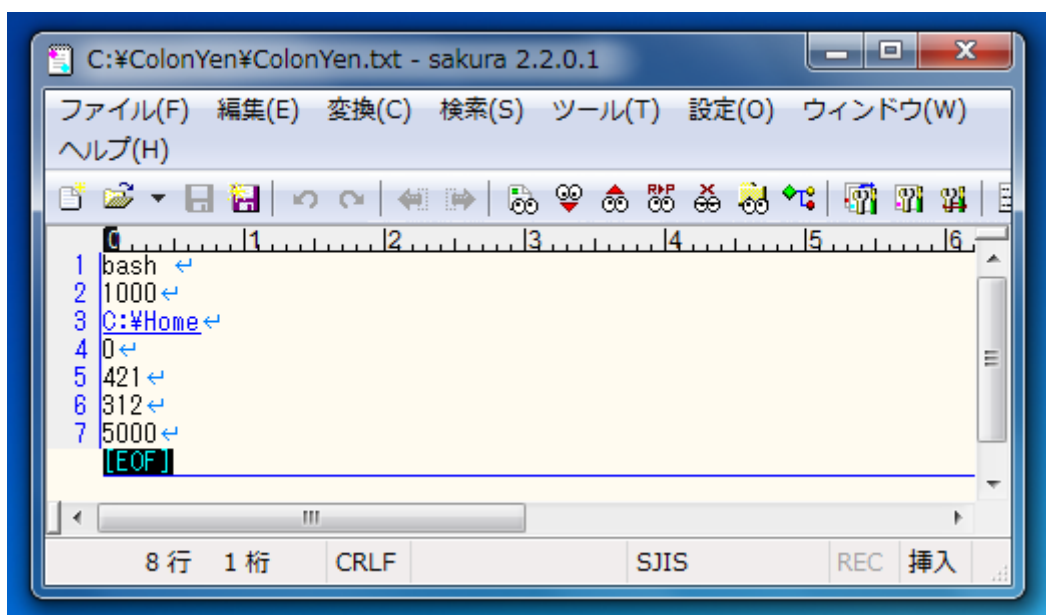 C:¥ColonYen¥ColonYen.txt - sakura 2.2.0.1
ファイル(F) 編集(E) 変換(C) 検索(S) ツール(T) 設定(O) ウィンドウ(W)
ヘルプ(H)
0 1 2 3 4 5 6
1 bash ↵
2 1000↵
3 C:¥Home↵
4 0↵
5 421↵
6 312↵
7 5000↵
[EOF]
8 行 1 桁 CRLF SJIS REC 挿入